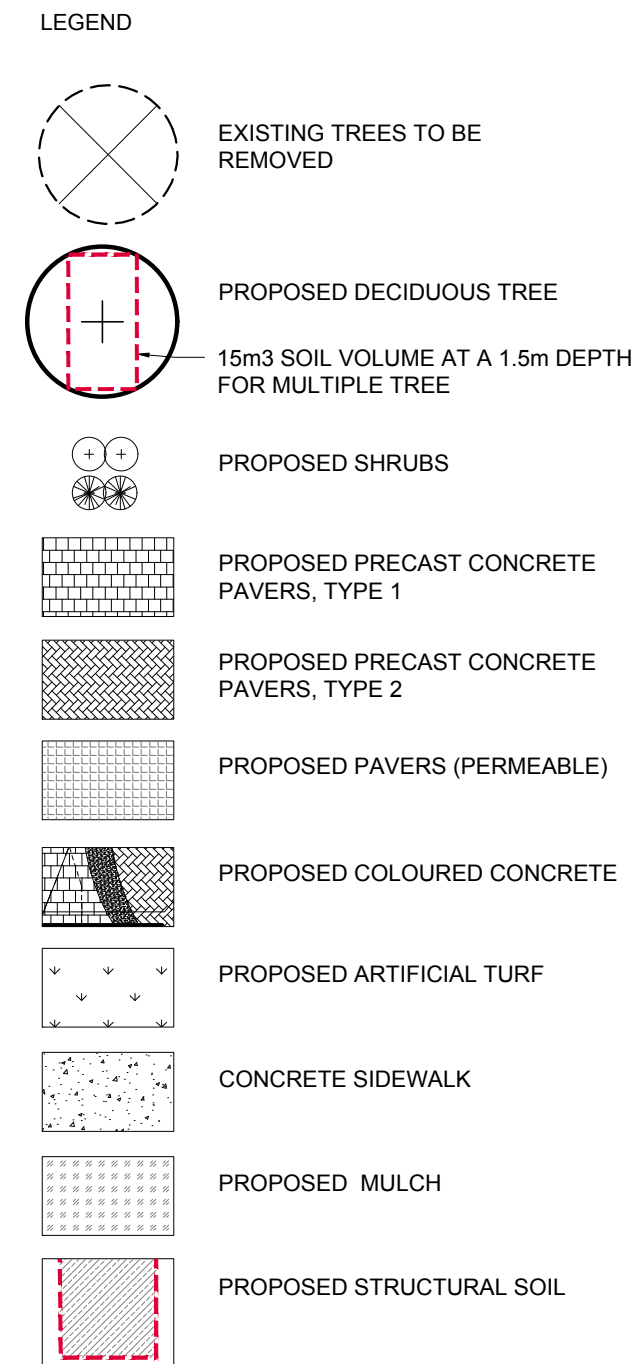 LEGEND
EXISTING TREES TO BE
REMOVED
PROPOSED DECIDUOUS TREE
15m3 SOIL VOLUME AT A 1.5m DEPTH
FOR MULTIPLE TREE
PROPOSED SHRUBS
PROPOSED PRECAST CONCRETE
PAVERS, TYPE 1
PROPOSED PRECAST CONCRETE
PAVERS, TYPE 2
PROPOSED PAVERS (PERMEABLE)
PROPOSED COLOURED CONCRETE
PROPOSED ARTIFICIAL TURF
CONCRETE SIDEWALK
PROPOSED MULCH
PROPOSED STRUCTURAL SOIL